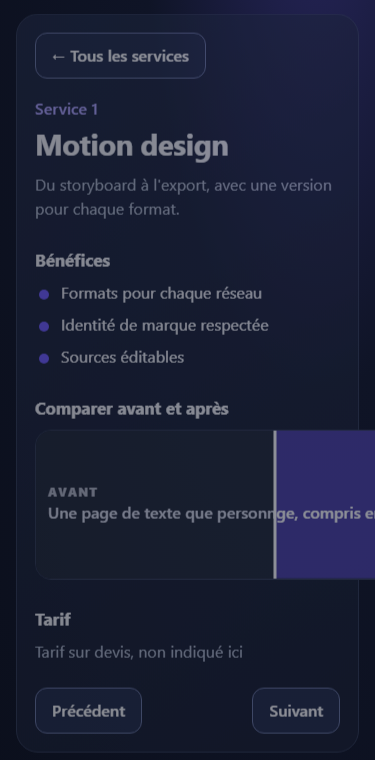 ← Tous les services
Service 1
Motion design
Du storyboard à l'export, avec une version
pour chaque format.
Bénéfices
Formats pour chaque réseau
Identité de marque respectée
Sources éditables
Comparer avant et après
AVANT
Une page de texte que ge, compris
Tarif
Tarif sur devis, non indiqué ici
Précédent
Suivant